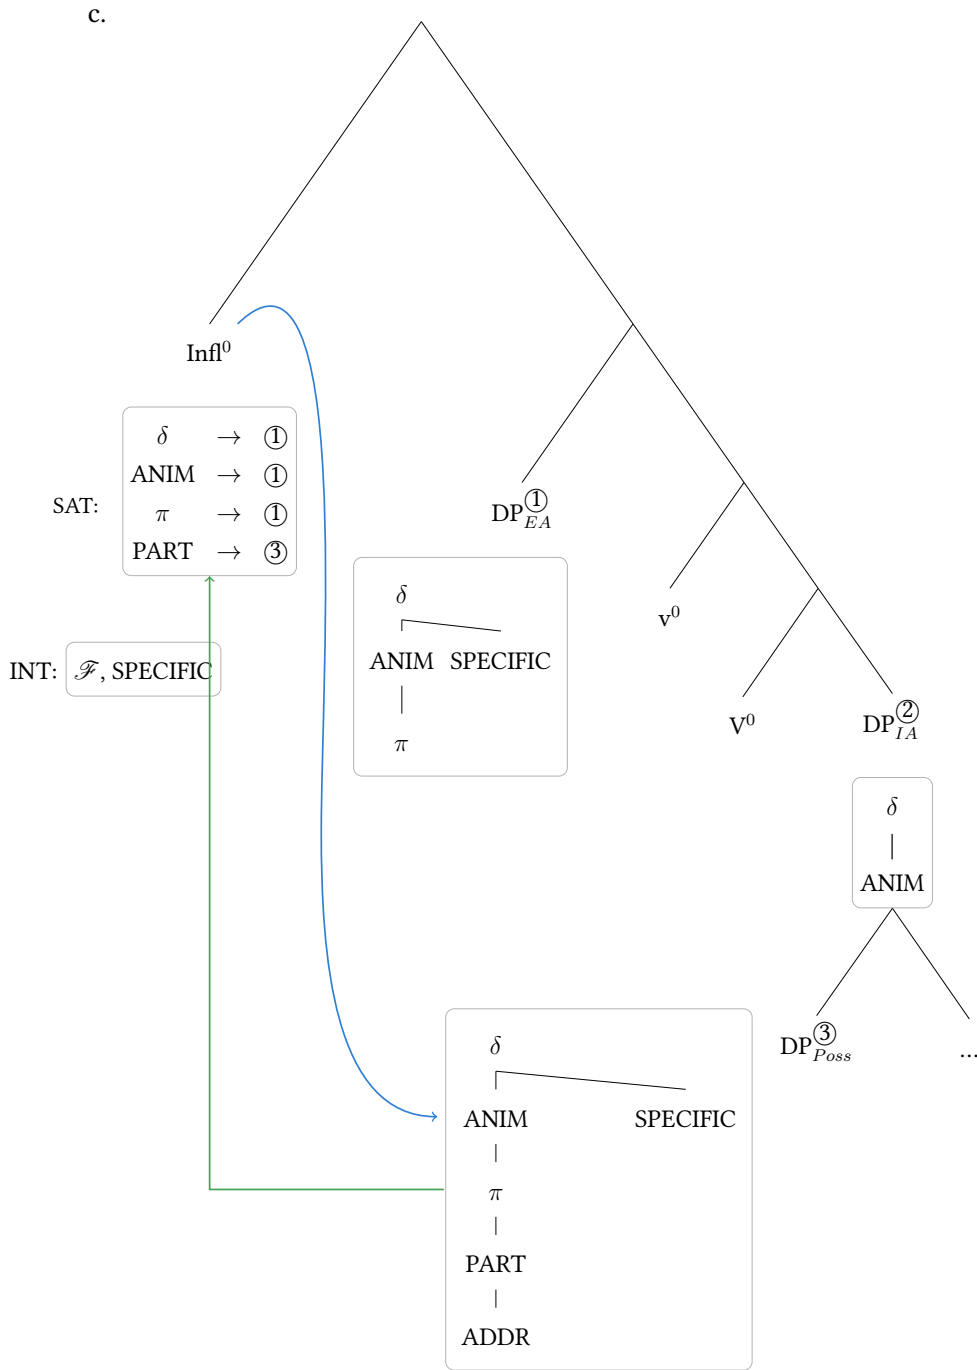 c.
Infl⁰
SAT:
δ → ①
ANIM → ①
π → ①
PART → ③
INT: ℱ, SPECIFIC
DP①EA
δ
ANIM SPECIFIC
π
v⁰
V⁰
DP②IA
δ
ANIM
DP③Poss
...
δ
ANIM SPECIFIC
π
PART
ADDR